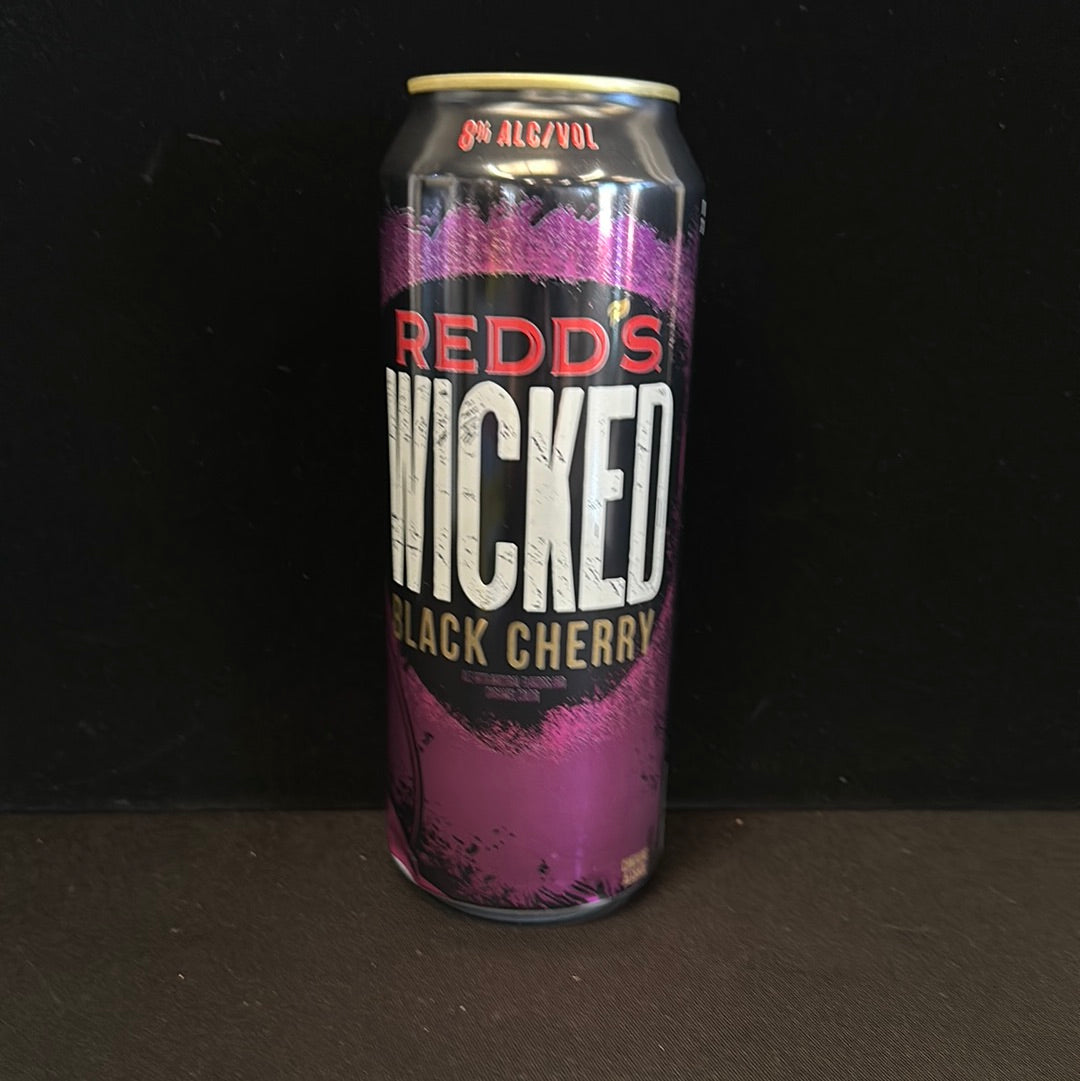 8% ALC/VOL
REDD'S
WICKED
BLACK CHERRY